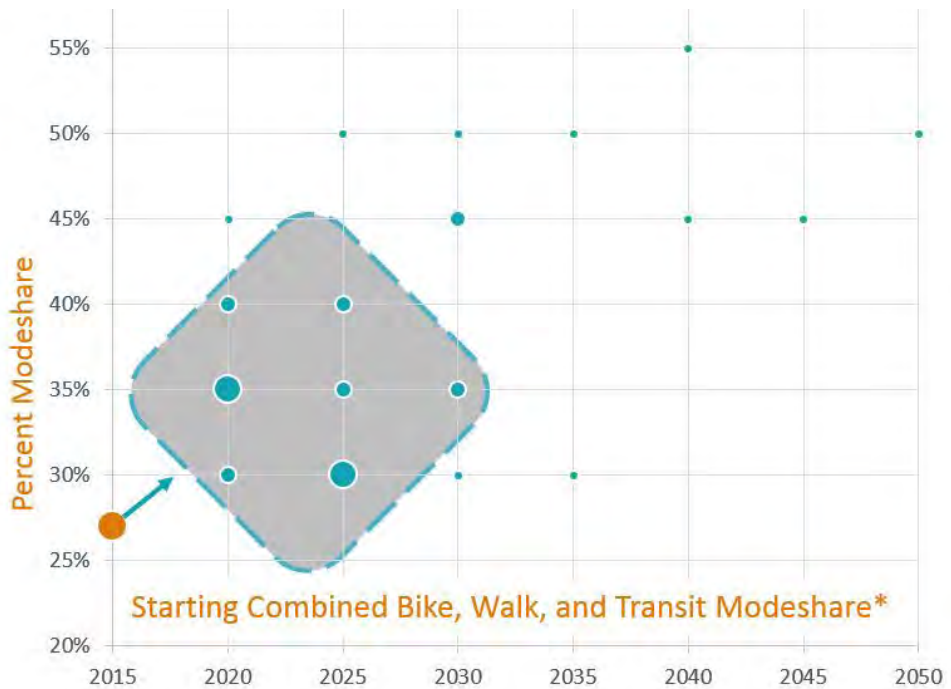 55%
50%
45%
40%
35%
30%
25%
20%
Percent Modeshare
Starting Combined Bike, Walk, and Transit Modeshare*
2015 2020 2025 2030 2035 2040 2045 2050